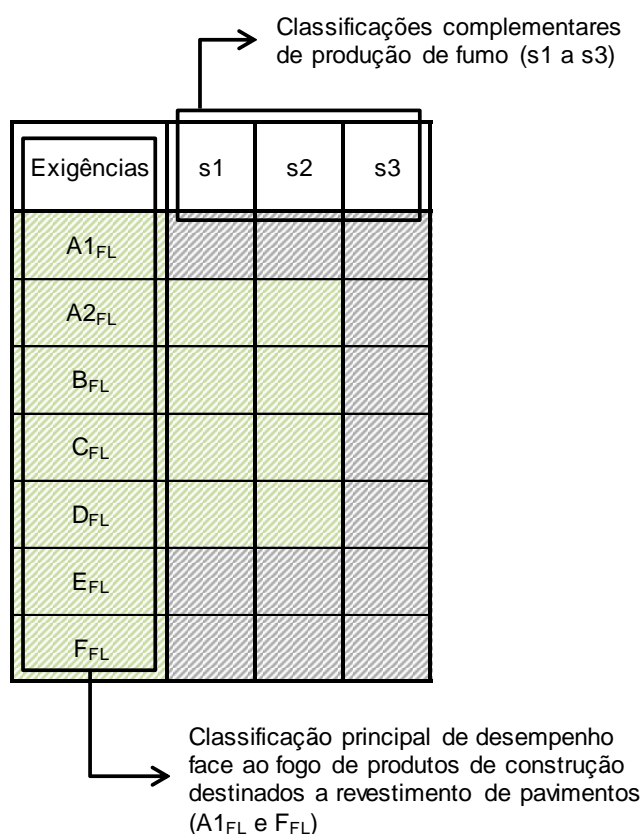 Classificações complementares
de produção de fumo (s1 a s3)
Exigências s1 s2 s3
A1FL
A2FL
BFL
CFL
DFL
EFL
FFL
Classificação principal de desempenho
face ao fogo de produtos de construção
destinados a revestimento de pavimentos
(A1FL e FFL)